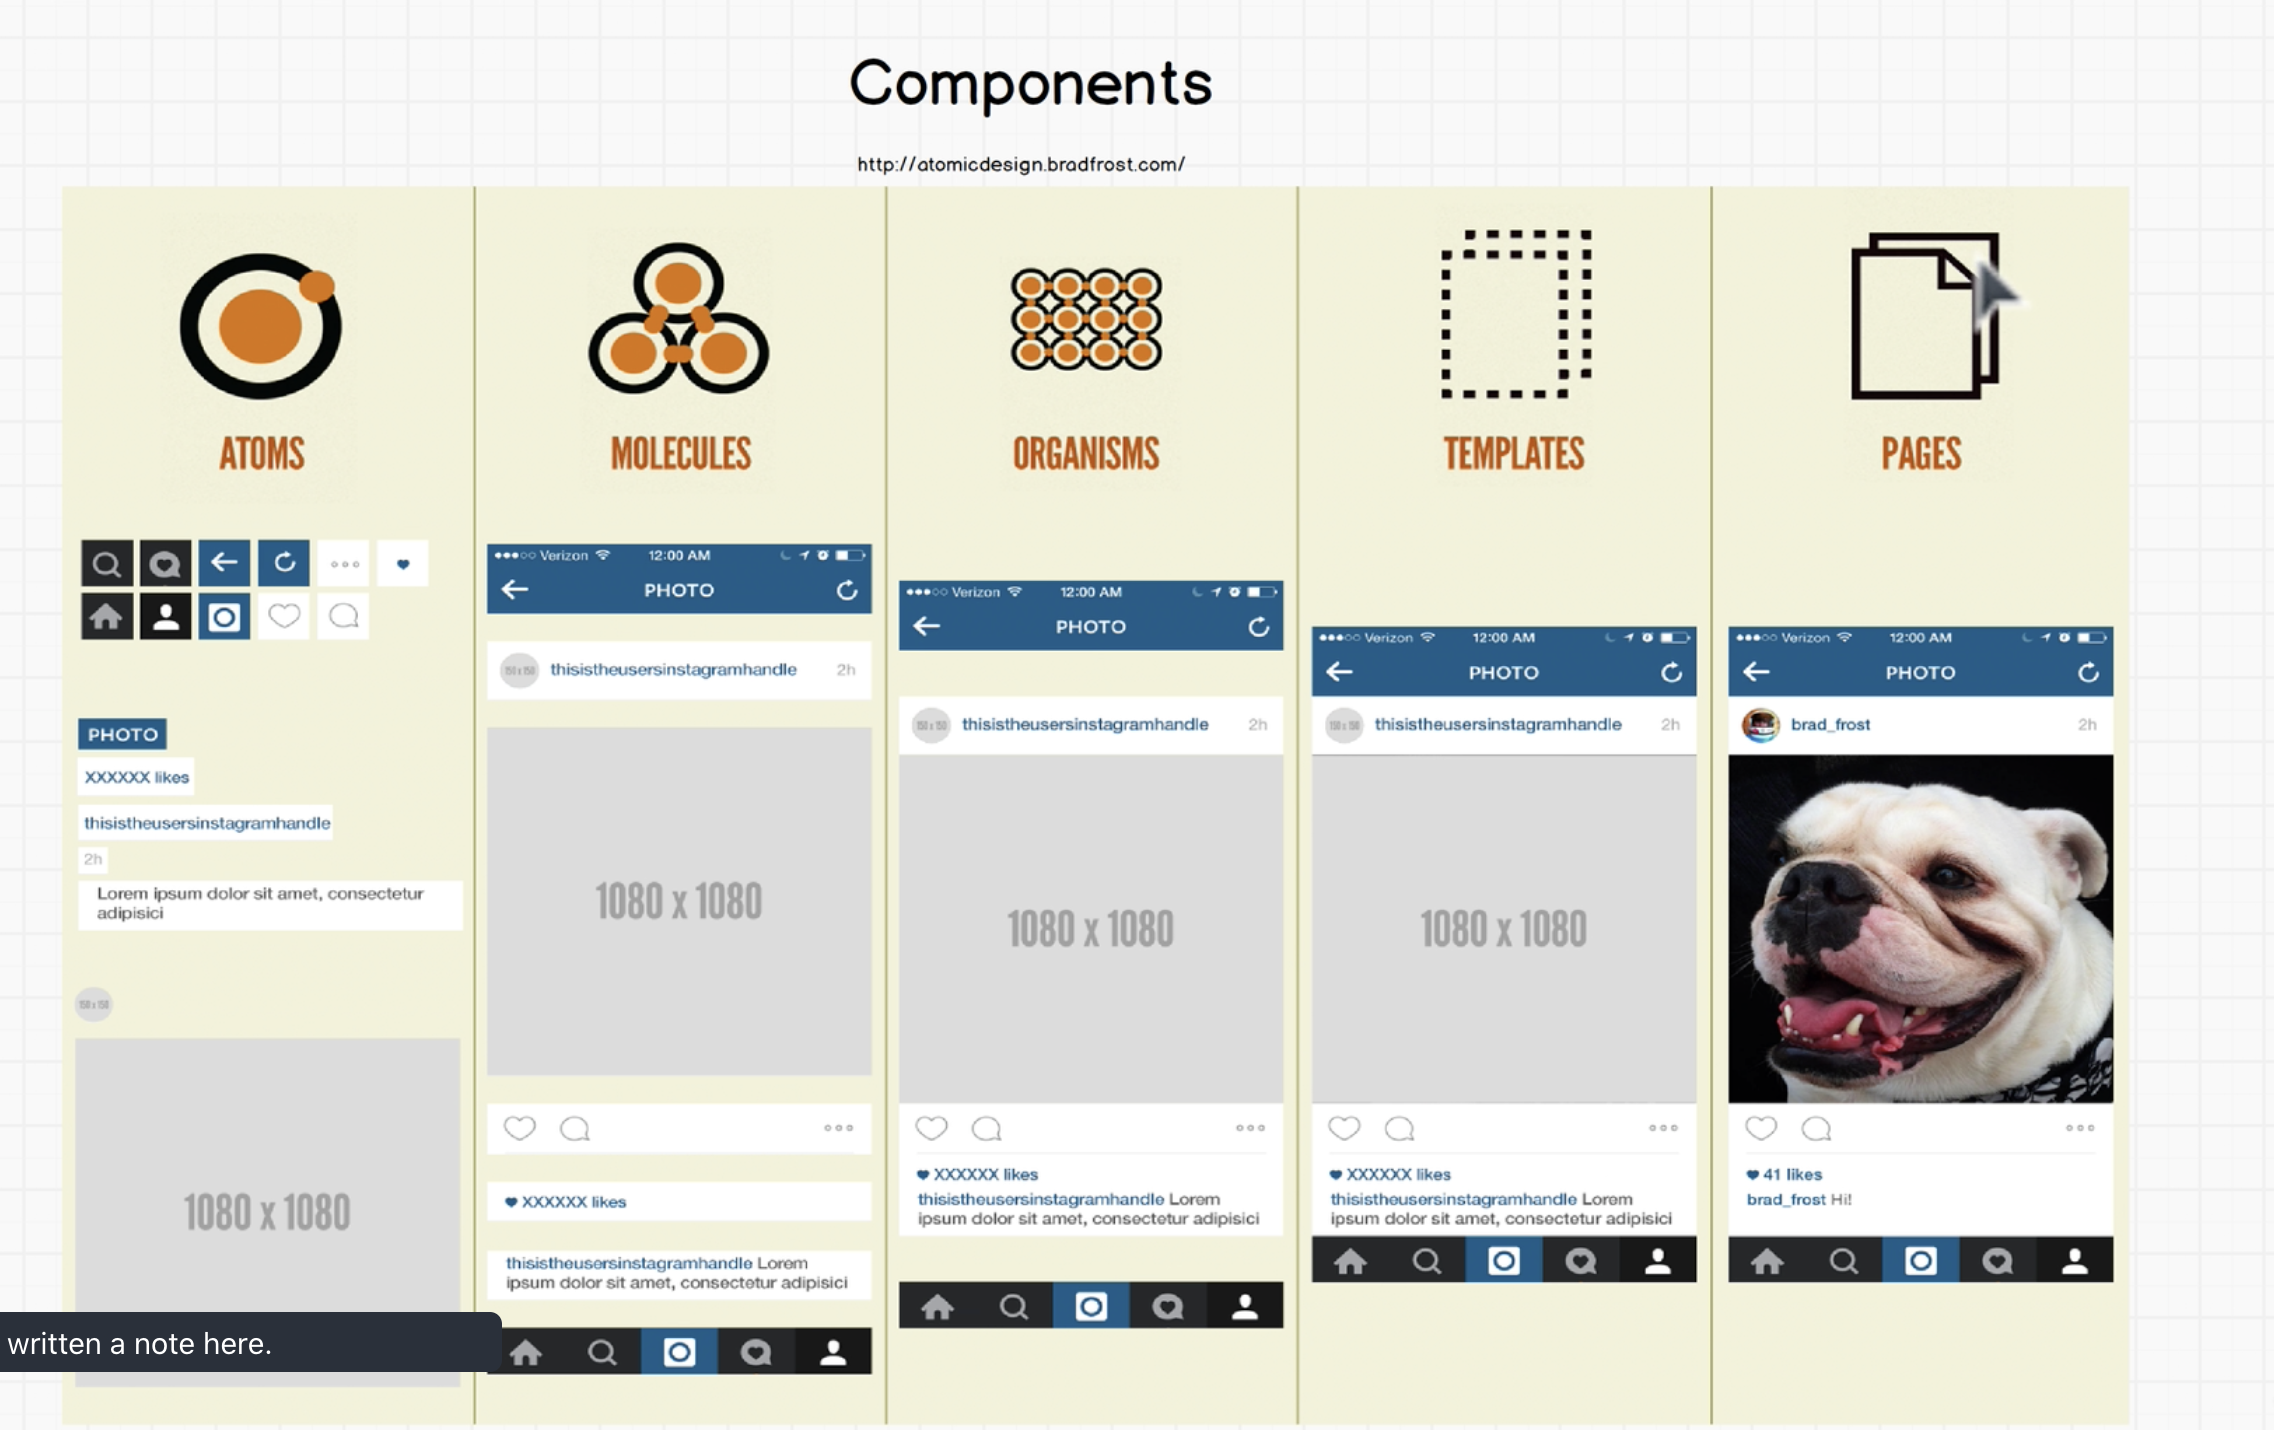 Components
http://atomicdesign.bradfrost.com/
ATOMS
PHOTO
XXXXXX likes
thisistheusersinstagramhandle
2h
Lorem ipsum dolor sit amet, consectetur
adipisici
150 x 150
1080 x 1080
written a note here.
MOLECULES
Verizon 12:00 AM
PHOTO
150 x 150 thisistheusersinstagramhandle 2h
1080 x 1080
XXXXXX likes
thisistheusersinstagramhandle Lorem
ipsum dolor sit amet, consectetur adipisici
ORGANISMS
Verizon 12:00 AM
PHOTO
150 x 150 thisistheusersinstagramhandle 2h
1080 x 1080
XXXXXX likes
thisistheusersinstagramhandle Lorem
ipsum dolor sit amet, consectetur adipisici
TEMPLATES
Verizon 12:00 AM
PHOTO
150 x 150 thisistheusersinstagramhandle 2h
1080 x 1080
XXXXXX likes
thisistheusersinstagramhandle Lorem
ipsum dolor sit amet, consectetur adipisici
PAGES
Verizon 12:00 AM
PHOTO
brad_frost 2h
41 likes
brad_frost Hi!